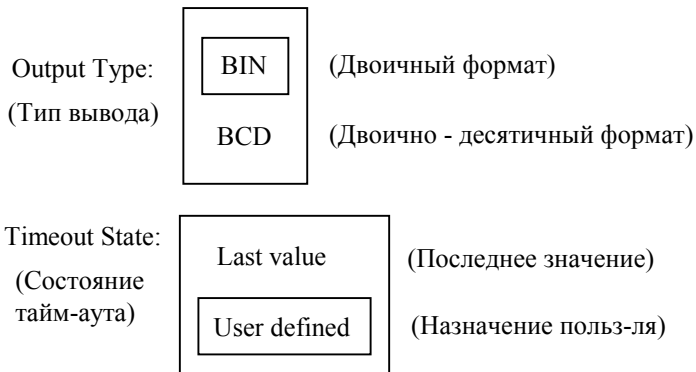 Output Type:
(Тип вывода)
BIN
(Двоичный формат)
BCD
(Двоично - десятичный формат)
Timeout State:
(Состояние
тайм-аута)
Last value
(Последнее значение)
User defined
(Назначение польз-ля)